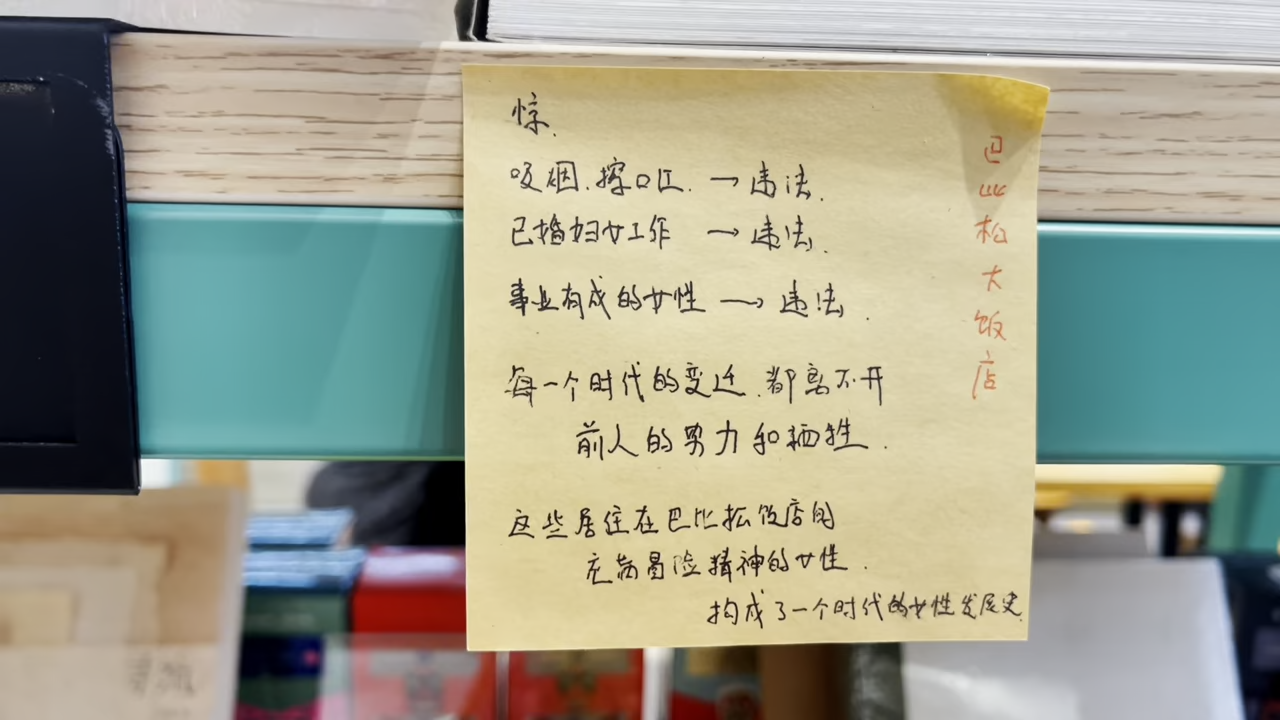 惊.
吸烟.擦口红. → 违法.
已婚妇女工作 → 违法.
事业有成的女性 → 违法.
每一个时代的变迁.都离不开
前人的努力和牺牲.
这些居住在巴比松饭店的
充满冒险精神的女性.
构成了一个时代的女性发展史.
巴比松大饭店